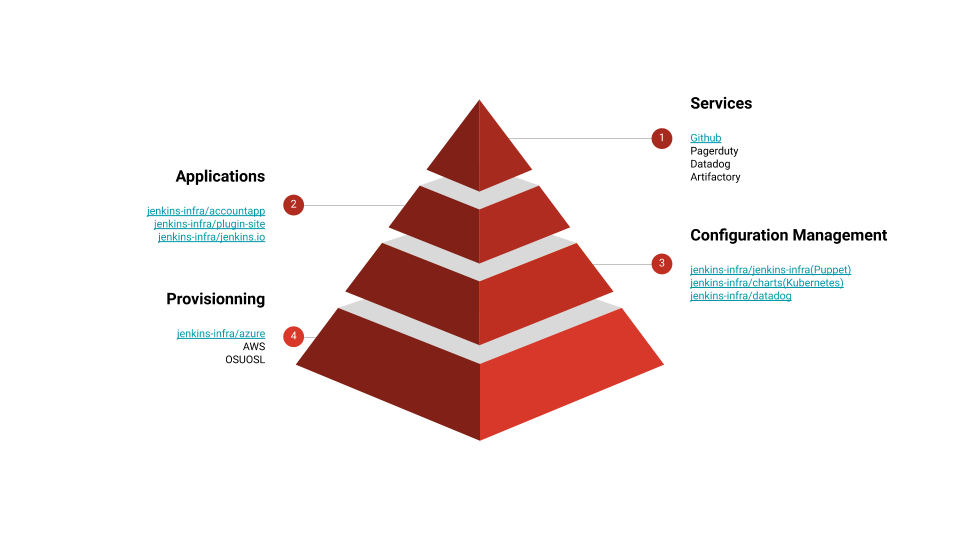 Services
1
Github
Pagerduty
Datadog
Artifactory
Applications
2
jenkins-infra/accountapp
jenkins-infra/plugin-site
jenkins-infra/jenkins.io
Configuration Management
3
jenkins-infra/jenkins-infra(Puppet)
jenkins-infra/charts(Kubernetes)
jenkins-infra/datadog
Provisionning
4
jenkins-infra/azure
AWS
OSUOSL